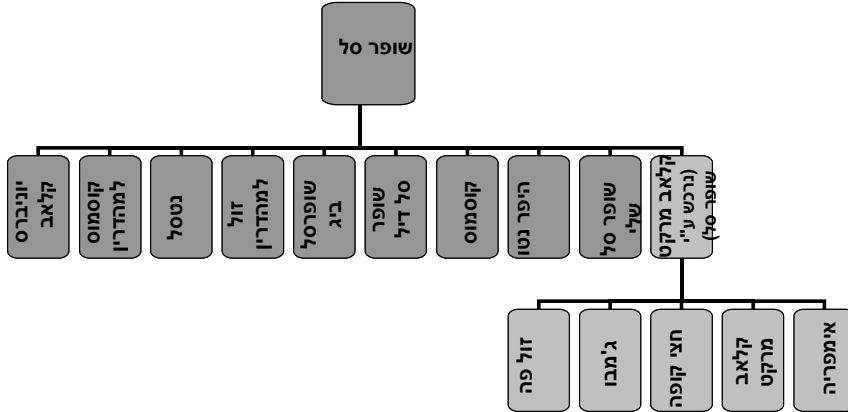 שופר סל
קלאב מרקט
(נרכש ע"י
שופר סל)
שופר סל
שלי
היפר נטו
קוסמוס
שופר
סל דיל
שופרסל
ביג
זול
למהדרין
נטסל
קוסמוס
למהדרין
יוניברס
קלאב
אימפריה
קלאב
מרקט
חצי קופה
ג'מבו
זול פה